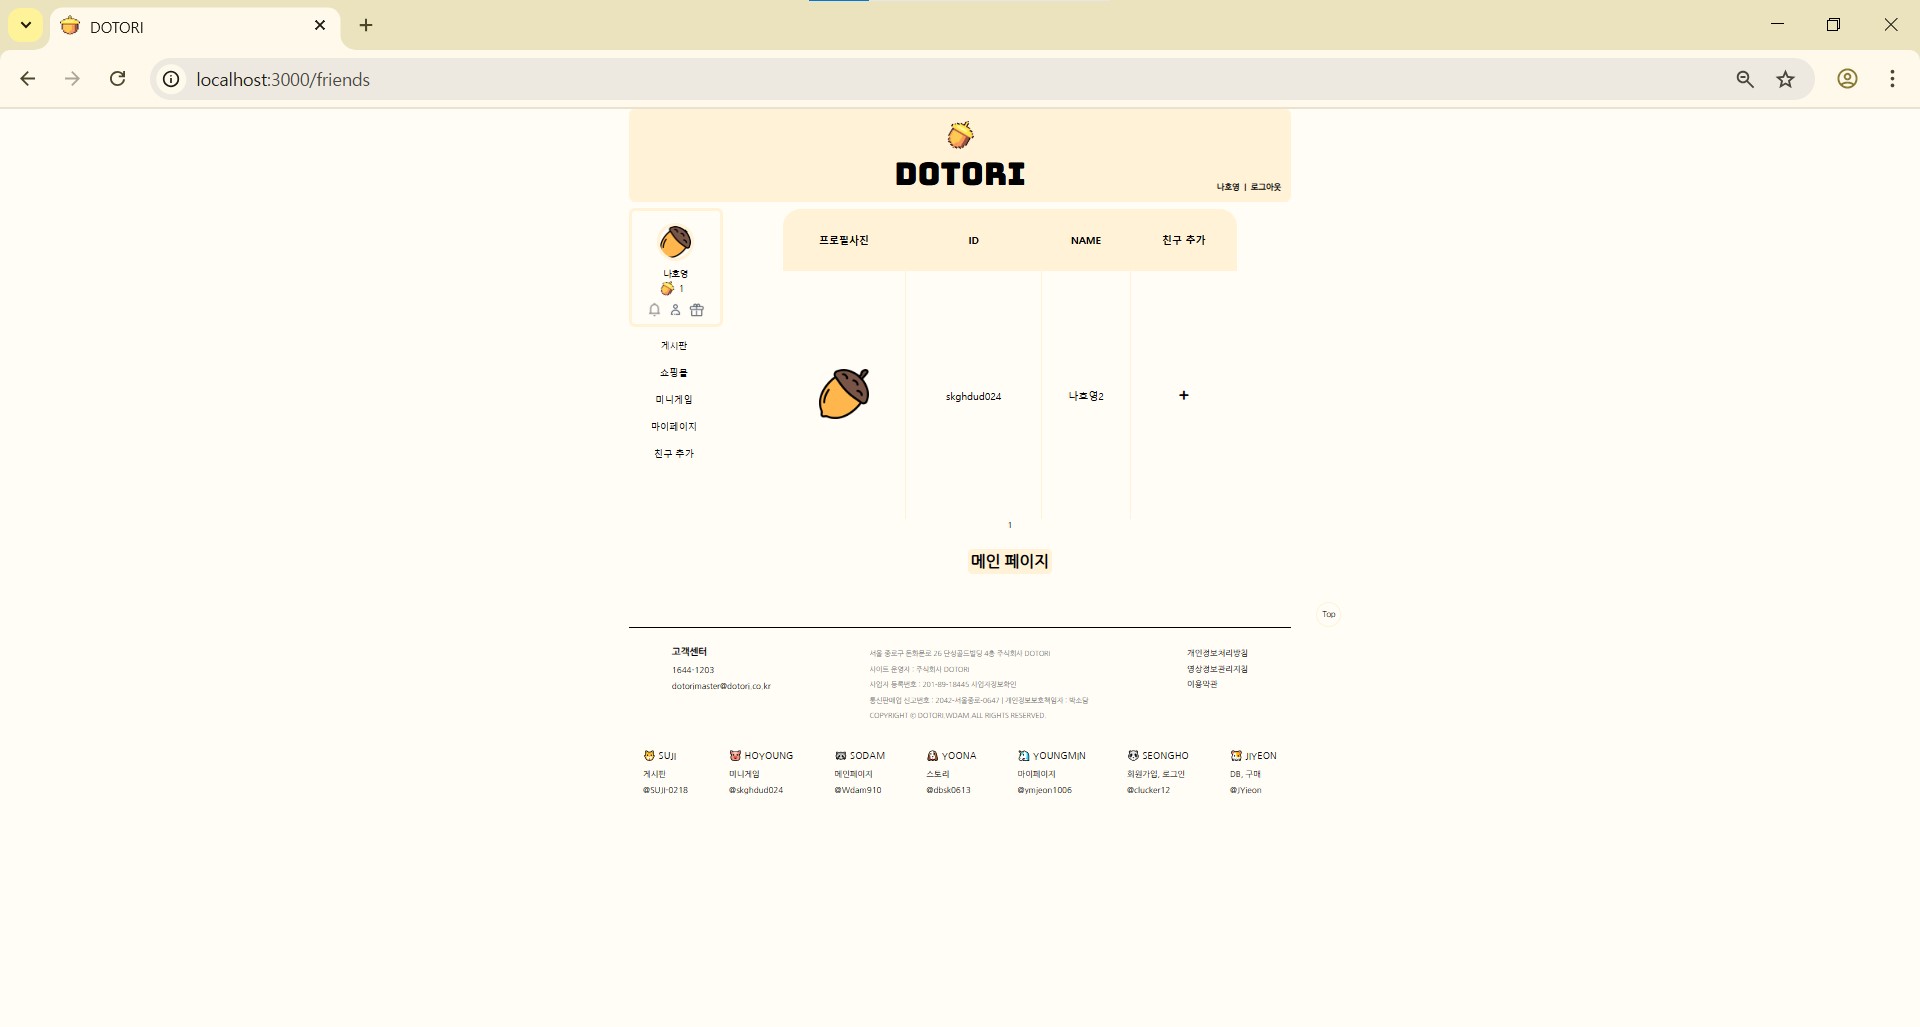 DOTORI
localhost:3000/friends
DOTORI
나호영 | 로그아웃
나호영
1
게시판
쇼핑몰
미니게임
마이페이지
친구 추가
프로필사진 ID NAME 친구 추가
skghdud024 나호영2 +
1
메인 페이지
Top
고객센터
1644-1203
dotorimaster@dotori.co.kr
서울 종로구 돈화문로 26 단성골드빌딩 4층 주식회사 DOTORI
사이트 운영자 : 주식회사 DOTORI
사업자 등록번호 : 201-89-18445 사업자정보확인
통신판매업 신고번호 : 2042-서울종로-0647 | 개인정보보호책임자 : 박소담
COPYRIGHT © DOTORI.WDAM.ALL RIGHTS RESERVED.
개인정보처리방침
영상정보관리지침
이용약관
SUJI HOYOUNG SODAM YOONA YOUNGMIN SEONGHO JIYEON
게시판 미니게임 메인페이지 스토리 마이페이지 회원가입, 로그인 DB, 구매
@SUJI-0218 @skghdud024 @Wdam910 @dbsk0613 @ymjeon1006 @clucker12 @JYieon